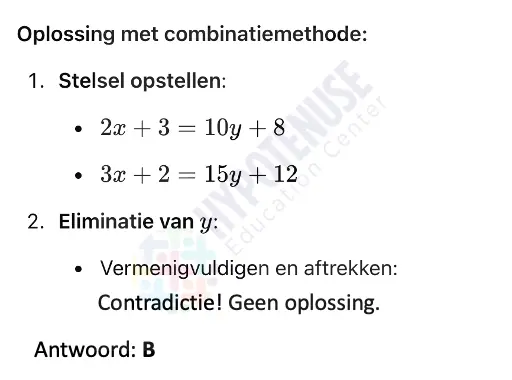 Oplossing met combinatiemethode:
1. Stelsel opstellen:
• 2x + 3 = 10y + 8
• 3x + 2 = 15y + 12
2. Eliminatie van y:
• Vermenigvuldigen en aftrekken:
Contradictie! Geen oplossing.
Antwoord: B
HYPOTENUSE
Education Center